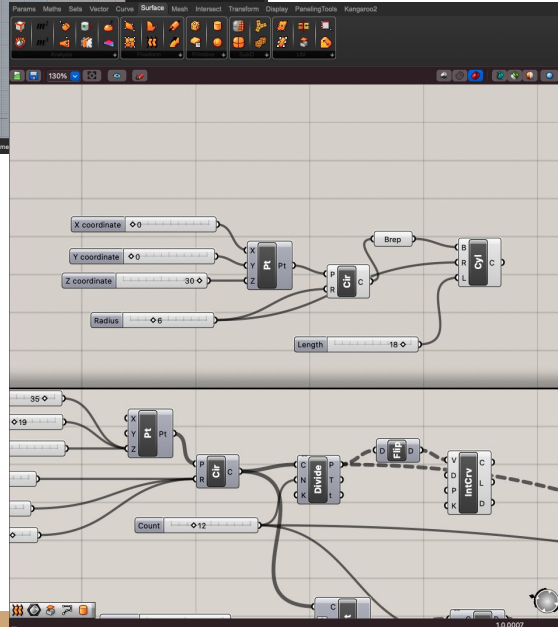 Params Maths Sets Vector Curve Surface Mesh Intersect Transform Display PanelingTools Kangaroo2
130%
X coordinate 0
Y coordinate 0
Z coordinate 30
Radius 6
X
Y
Z
Pt
Pt
P
R
Cir
C
Brep
B
R
L
Cyl
C
Length 18
35
19
X
Y
Z
Pt
Pt
P
R
Cir
C
Count 12
C
N
K
Divide
P
T
t
D
Flip
D
V
D
P
K
IntCrv
C
L
D
C
1.0.0007